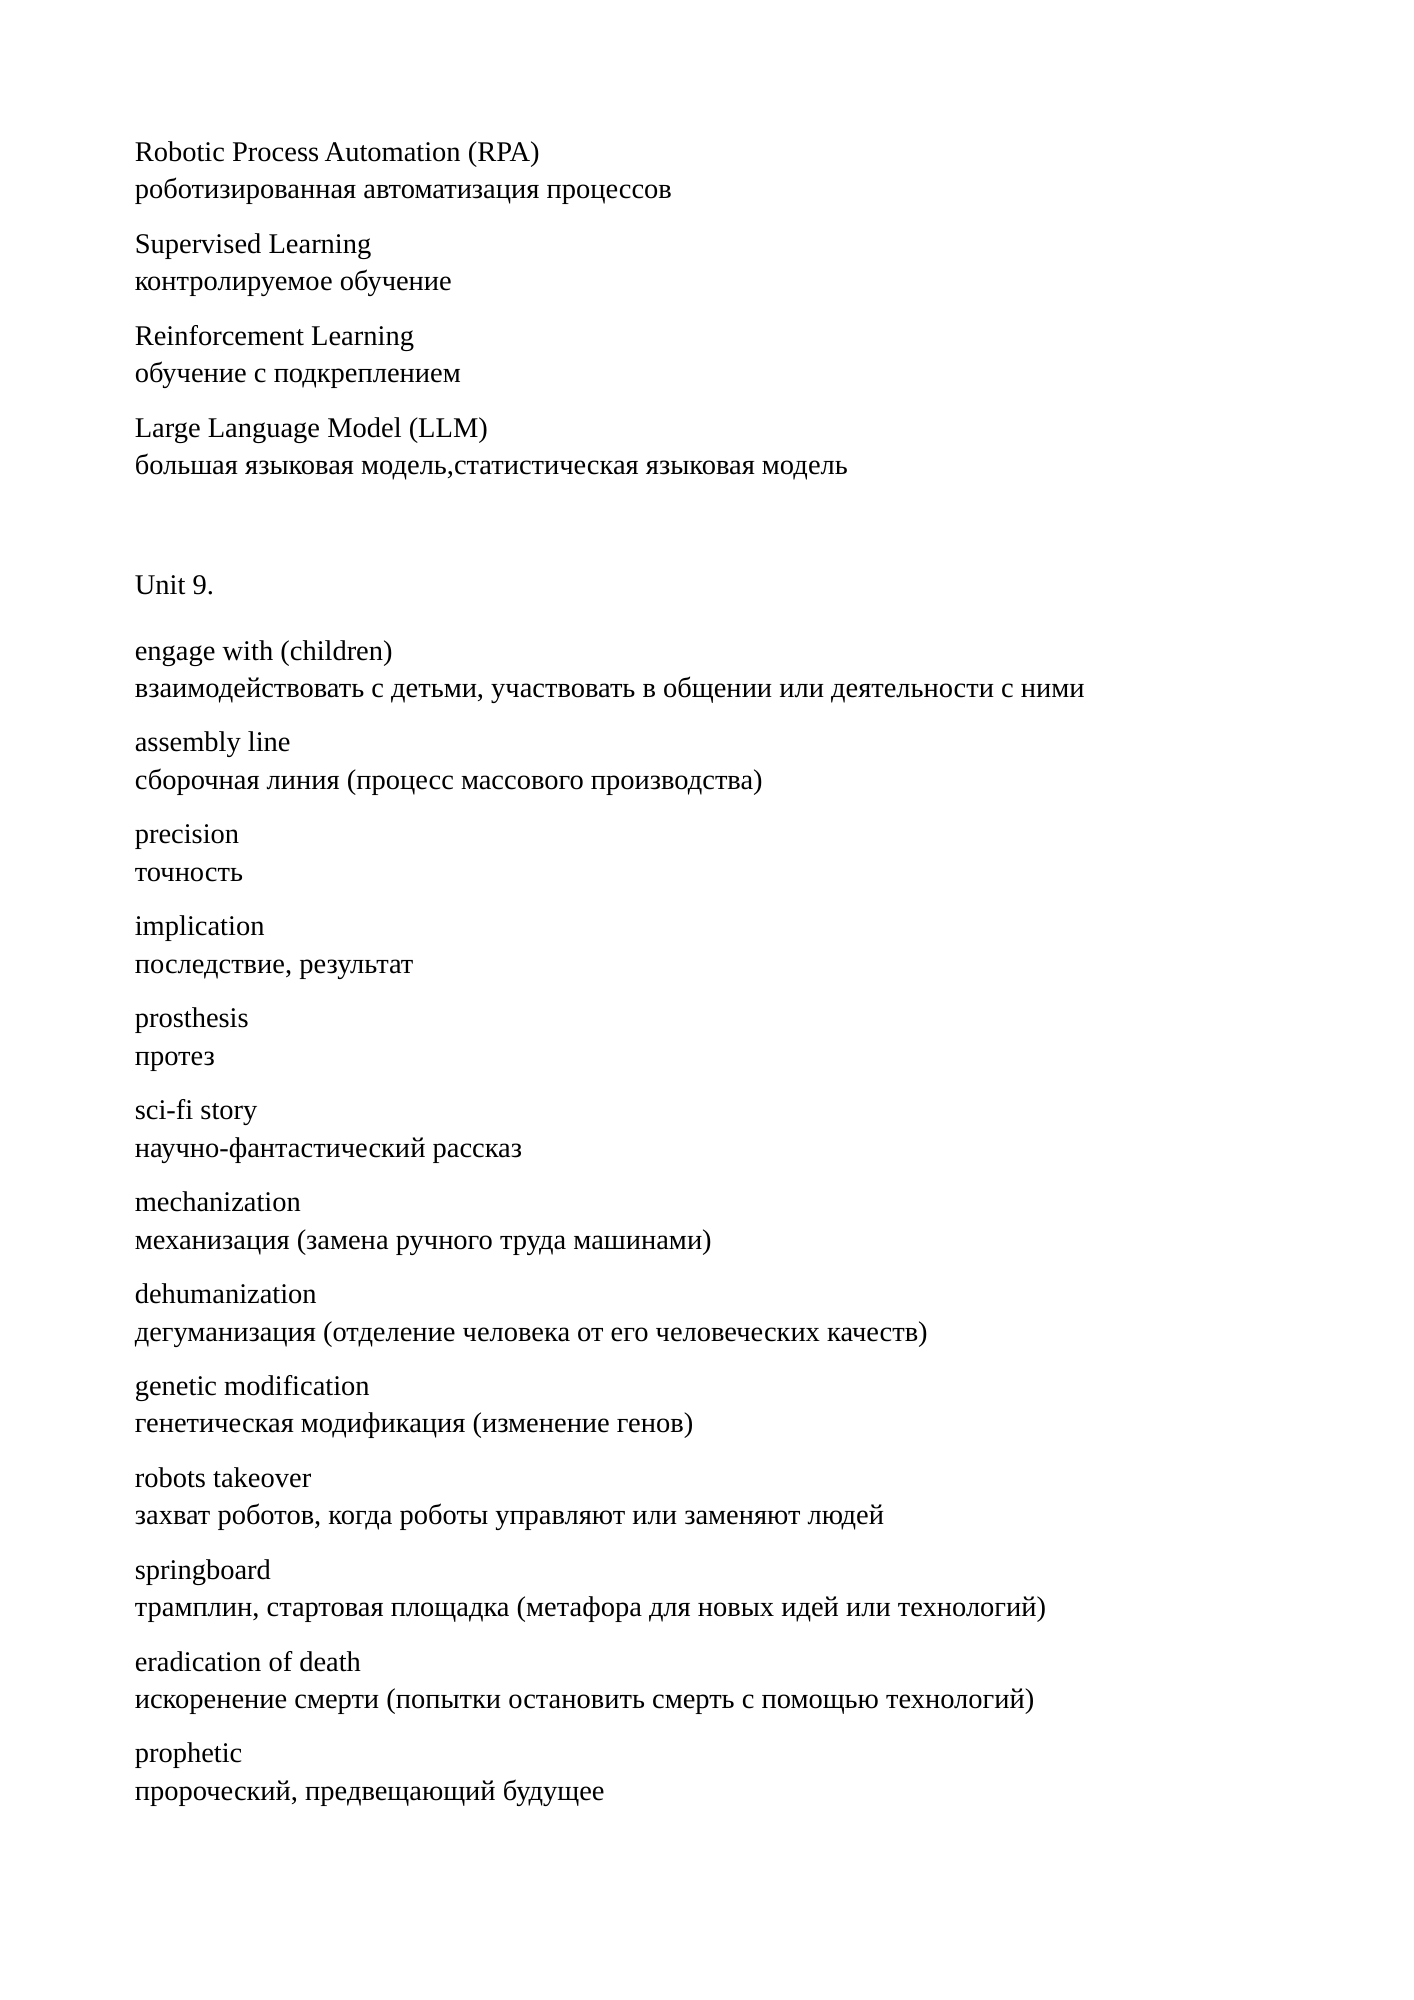 Robotic Process Automation (RPA)
роботизированная автоматизация процессов
Supervised Learning
контролируемое обучение
Reinforcement Learning
обучение с подкреплением
Large Language Model (LLM)
большая языковая модель,статистическая языковая модель
Unit 9.
engage with (children)
взаимодействовать с детьми, участвовать в общении или деятельности с ними
assembly line
сборочная линия (процесс массового производства)
precision
точность
implication
последствие, результат
prosthesis
протез
sci-fi story
научно-фантастический рассказ
mechanization
механизация (замена ручного труда машинами)
dehumanization
дегуманизация (отделение человека от его человеческих качеств)
genetic modification
генетическая модификация (изменение генов)
robots takeover
захват роботов, когда роботы управляют или заменяют людей
springboard
трамплин, стартовая площадка (метафора для новых идей или технологий)
eradication of death
искоренение смерти (попытки остановить смерть с помощью технологий)
prophetic
пророческий, предвещающий будущее